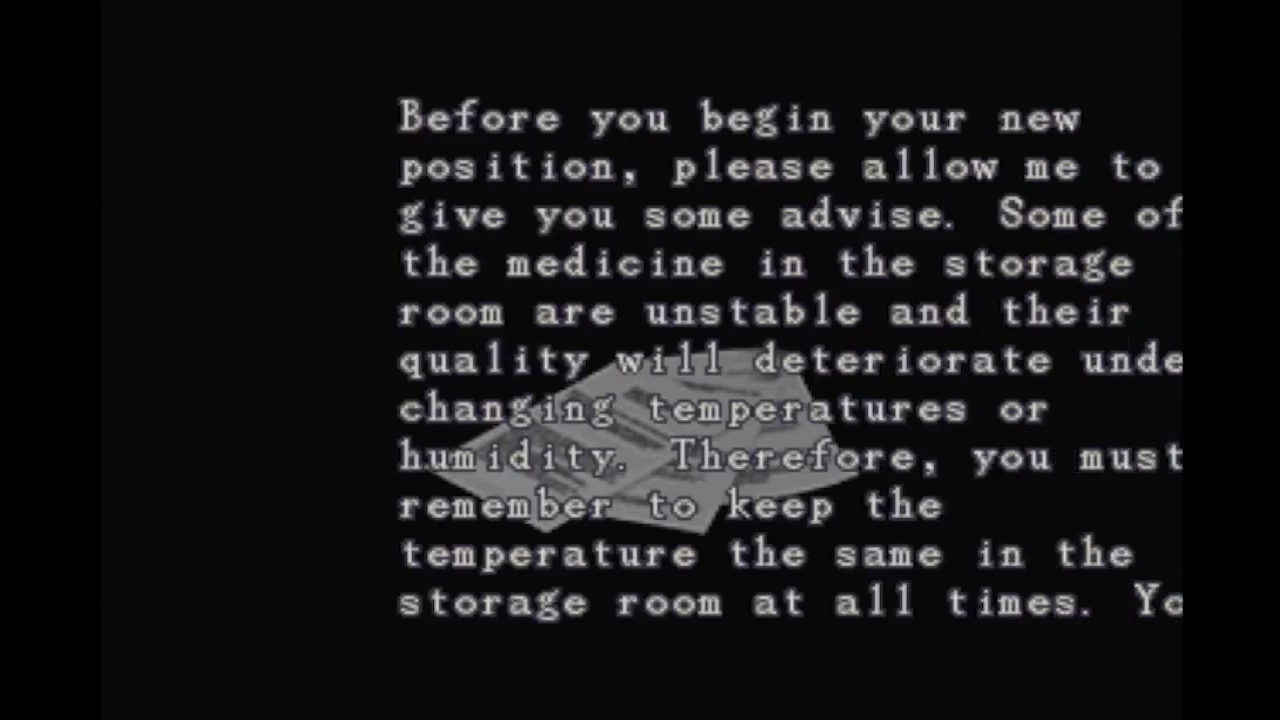 Before you begin your new
position, please allow me to
give you some advise.  Some of
the medicine in the storage
room are unstable and their
quality will deteriorate unde
changing temperatures or
humidity.  Therefore, you must
remember to keep the
temperature the same in the
storage room at all times.  Yo